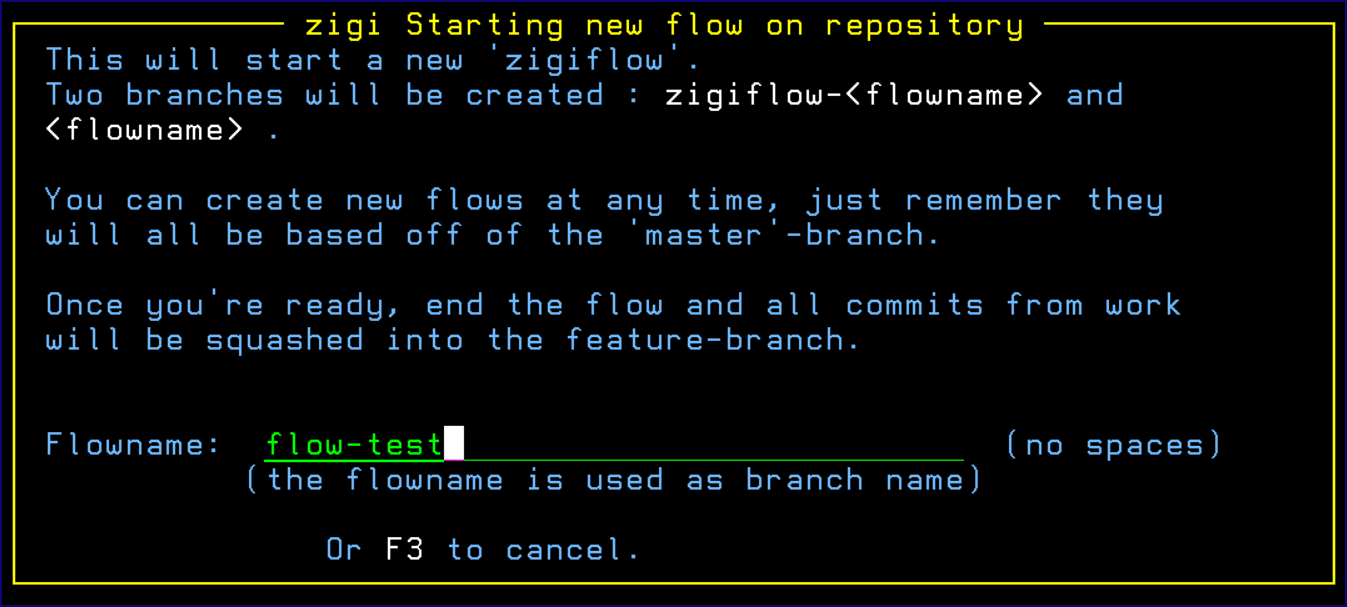 zigi Starting new flow on repository
This will start a new 'zigiflow'.
Two branches will be created : zigiflow-<flowname> and
<flowname> .
You can create new flows at any time, just remember they
will all be based off of the 'master'-branch.
Once you're ready, end the flow and all commits from work
will be squashed into the feature-branch.
Flowname: flow-test (no spaces)
(the flowname is used as branch name)
Or F3 to cancel.